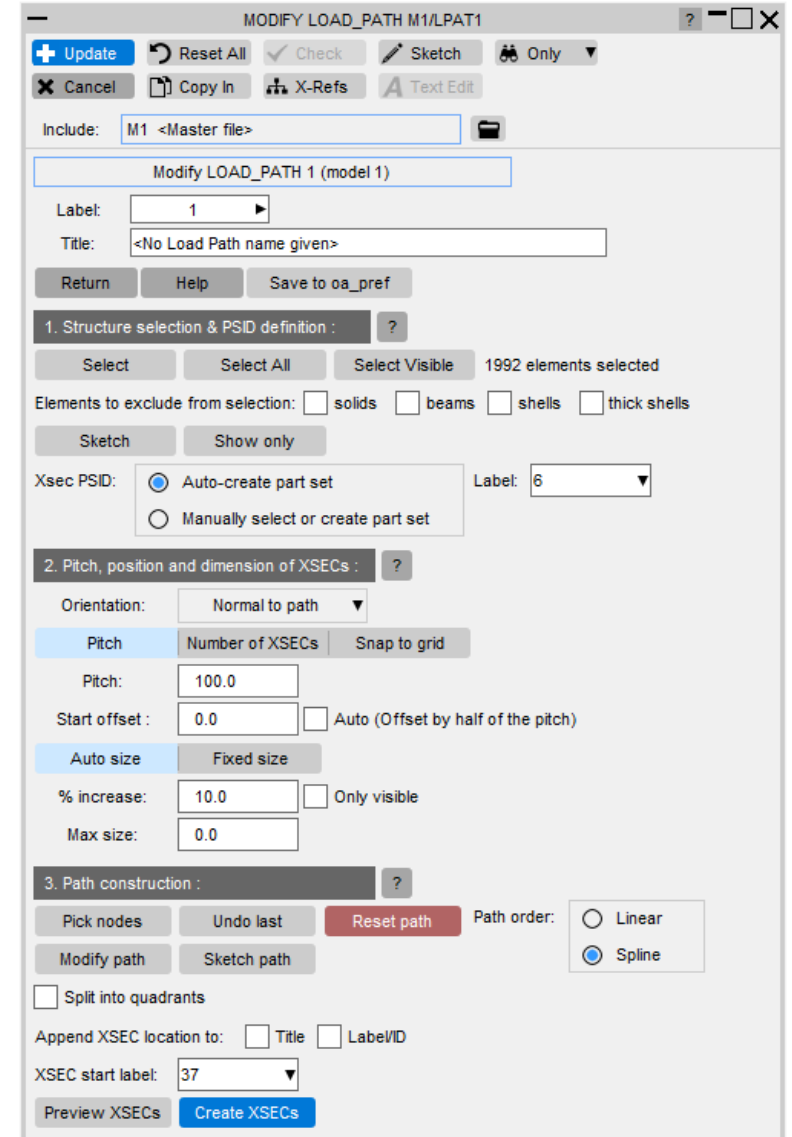 MODIFY LOAD_PATH M1/LPAT1 ?
Update Reset All Check Sketch Only
Cancel Copy In X-Refs A Text Edit
Include: M1 <Master file>
Modify LOAD_PATH 1 (model 1)
Label: 1
Title: <No Load Path name given>
Return Help Save to oa_pref
1. Structure selection & PSID definition : ?
Select Select All Select Visible 1992 elements selected
Elements to exclude from selection: solids beams shells thick shells
Sketch Show only
Xsec PSID: Auto-create part set Label: 6
Manually select or create part set
2. Pitch, position and dimension of XSECs : ?
Orientation: Normal to path
Pitch Number of XSECs Snap to grid
Pitch: 100.0
Start offset : 0.0 Auto (Offset by half of the pitch)
Auto size Fixed size
% increase: 10.0 Only visible
Max size: 0.0
3. Path construction : ?
Pick nodes Undo last Reset path Path order: Linear
Modify path Sketch path Spline
Split into quadrants
Append XSEC location to: Title Label/ID
XSEC start label: 37
Preview XSECs Create XSECs